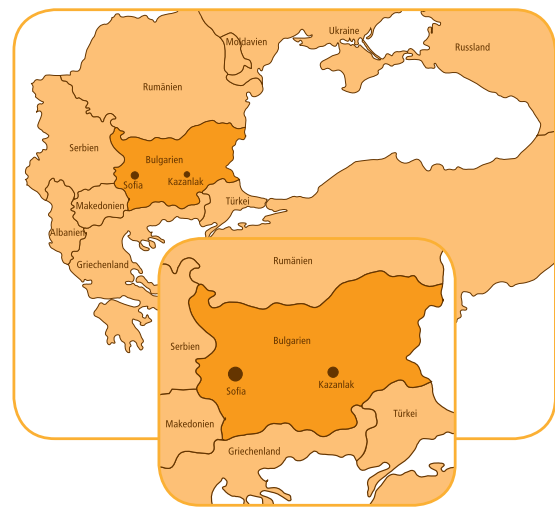 Moldavien
Ukraine
Russland
Rumänien
Serbien
Bulgarien
Sofia
Kazanlak
Makedonien
Türkei
Albanien
Griechenland
Rumänien
Bulgarien
Serbien
Sofia
Kazanlak
Makedonien
Türkei
Griechenland